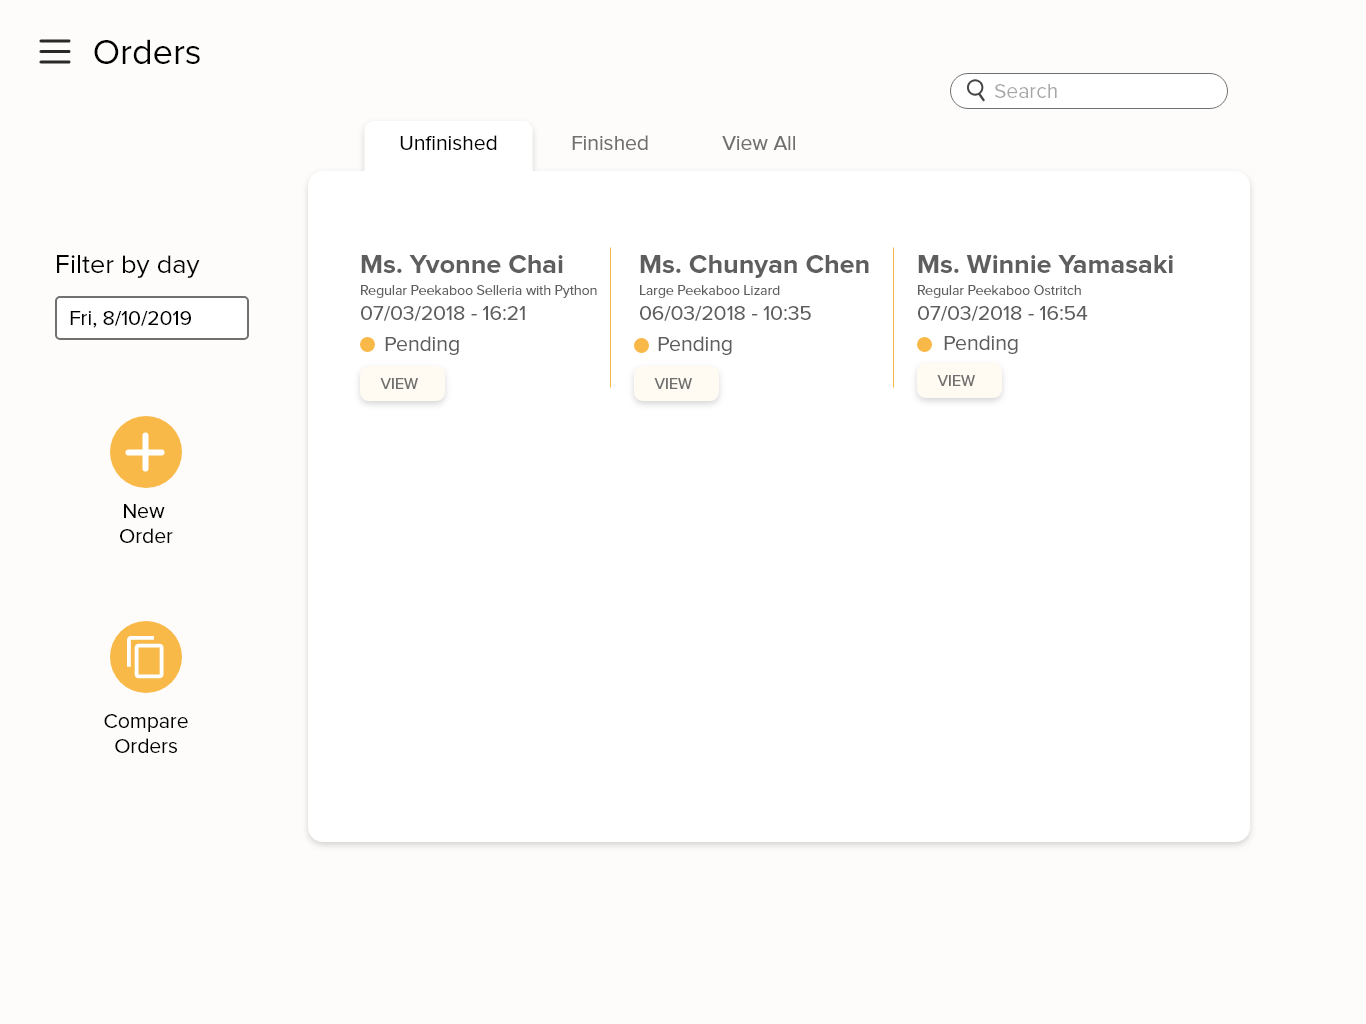 Orders
Search
Unfinished
Finished
View All
Filter by day
Fri, 8/10/2019
New
Order
Compare
Orders
Ms. Yvonne Chai
Regular Peekaboo Selleria with Python
07/03/2018 - 16:21
Pending
VIEW
Ms. Chunyan Chen
Large Peekaboo Lizard
06/03/2018 - 10:35
Pending
VIEW
Ms. Winnie Yamasaki
Regular Peekaboo Ostritch
07/03/2018 - 16:54
Pending
VIEW